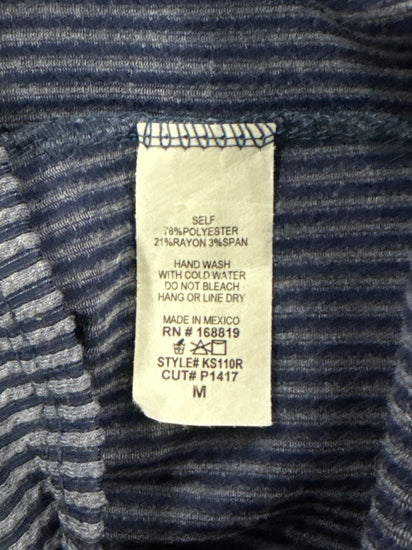 SELF
76%POLYESTER
21%RAYON 3%SPAN
HAND WASH
WITH COLD WATER
DO NOT BLEACH
HANG OR LINE DRY
MADE IN MEXICO
RN # 168819
STYLE# KS110R
CUT# P1417
M